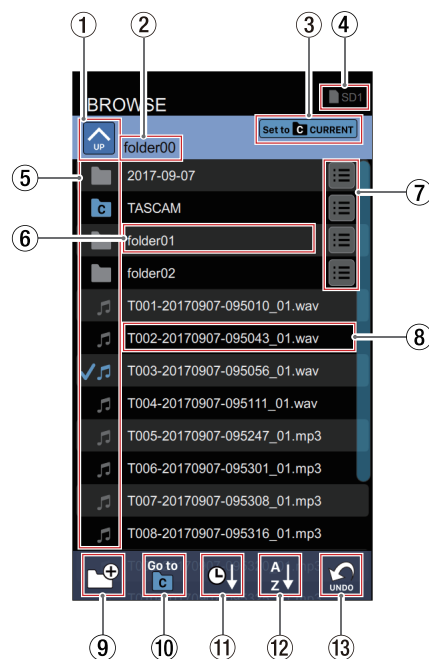 ① ② ③ ④
SD1
BROWSE
Set to C CURRENT
UP
folder00
⑤
2017-09-07
⑦
C TASCAM
⑥
folder01
folder02
T001-20170907-095010_01.wav
T002-20170907-095043_01.wav
⑧
T003-20170907-095056_01.wav
T004-20170907-095111_01.wav
T005-20170907-095247_01.mp3
T006-20170907-095301_01.mp3
T007-20170907-095308_01.mp3
T008-20170907-095316_01.mp3
Go to
C
A
Z
UNDO
⑨ ⑩ ⑪ ⑫ ⑬